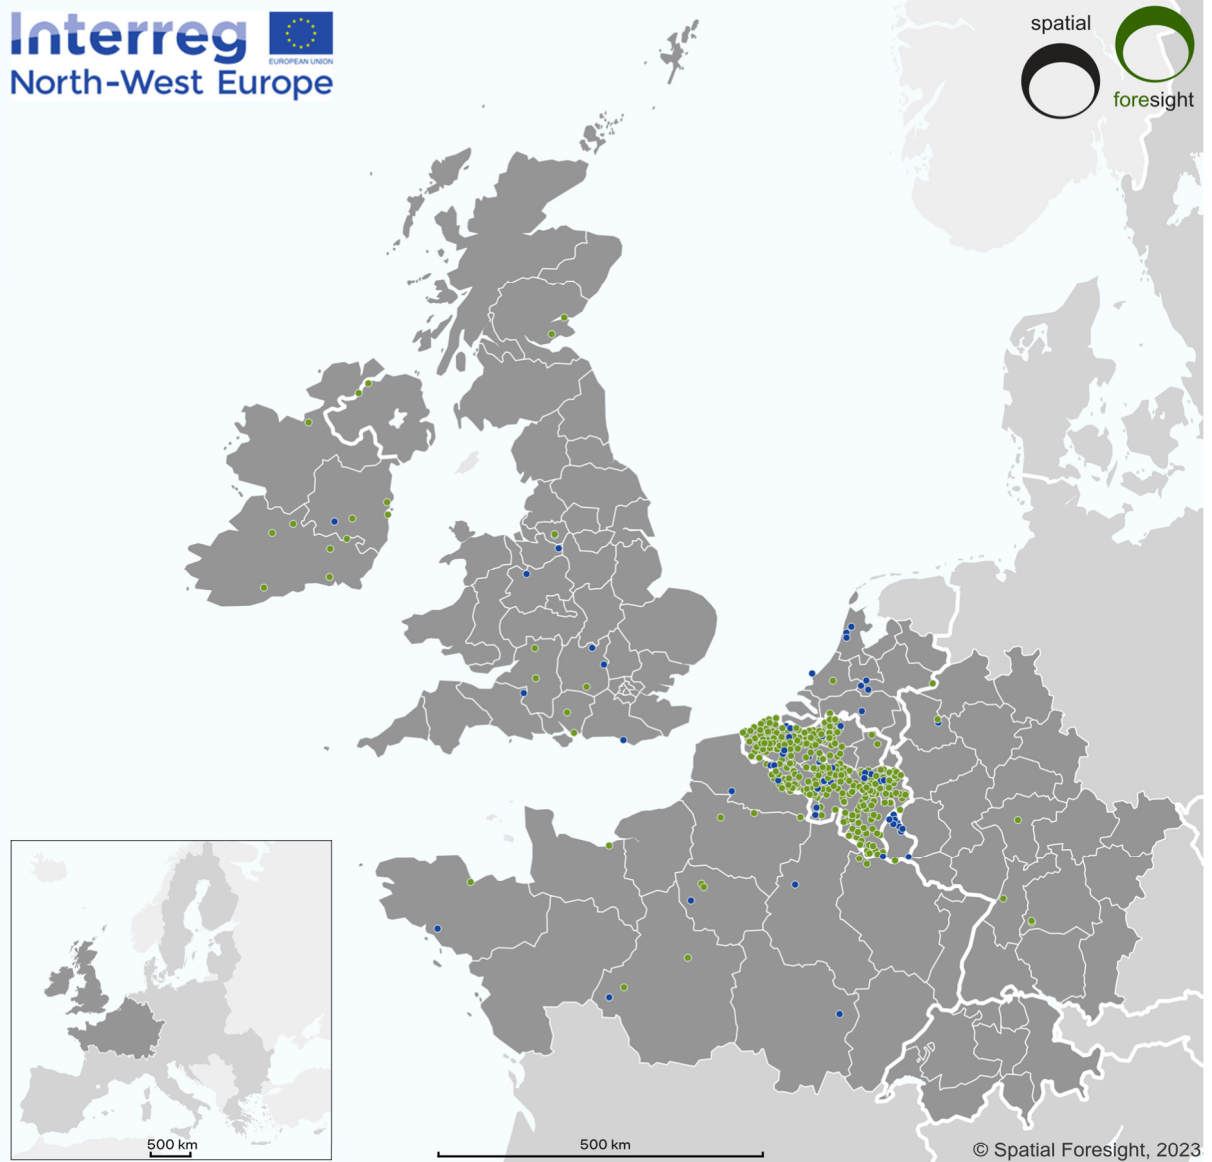 Interreg
EUROPEAN UNION
North-West Europe
spatial
foresight
500 km
500 km
© Spatial Foresight, 2023